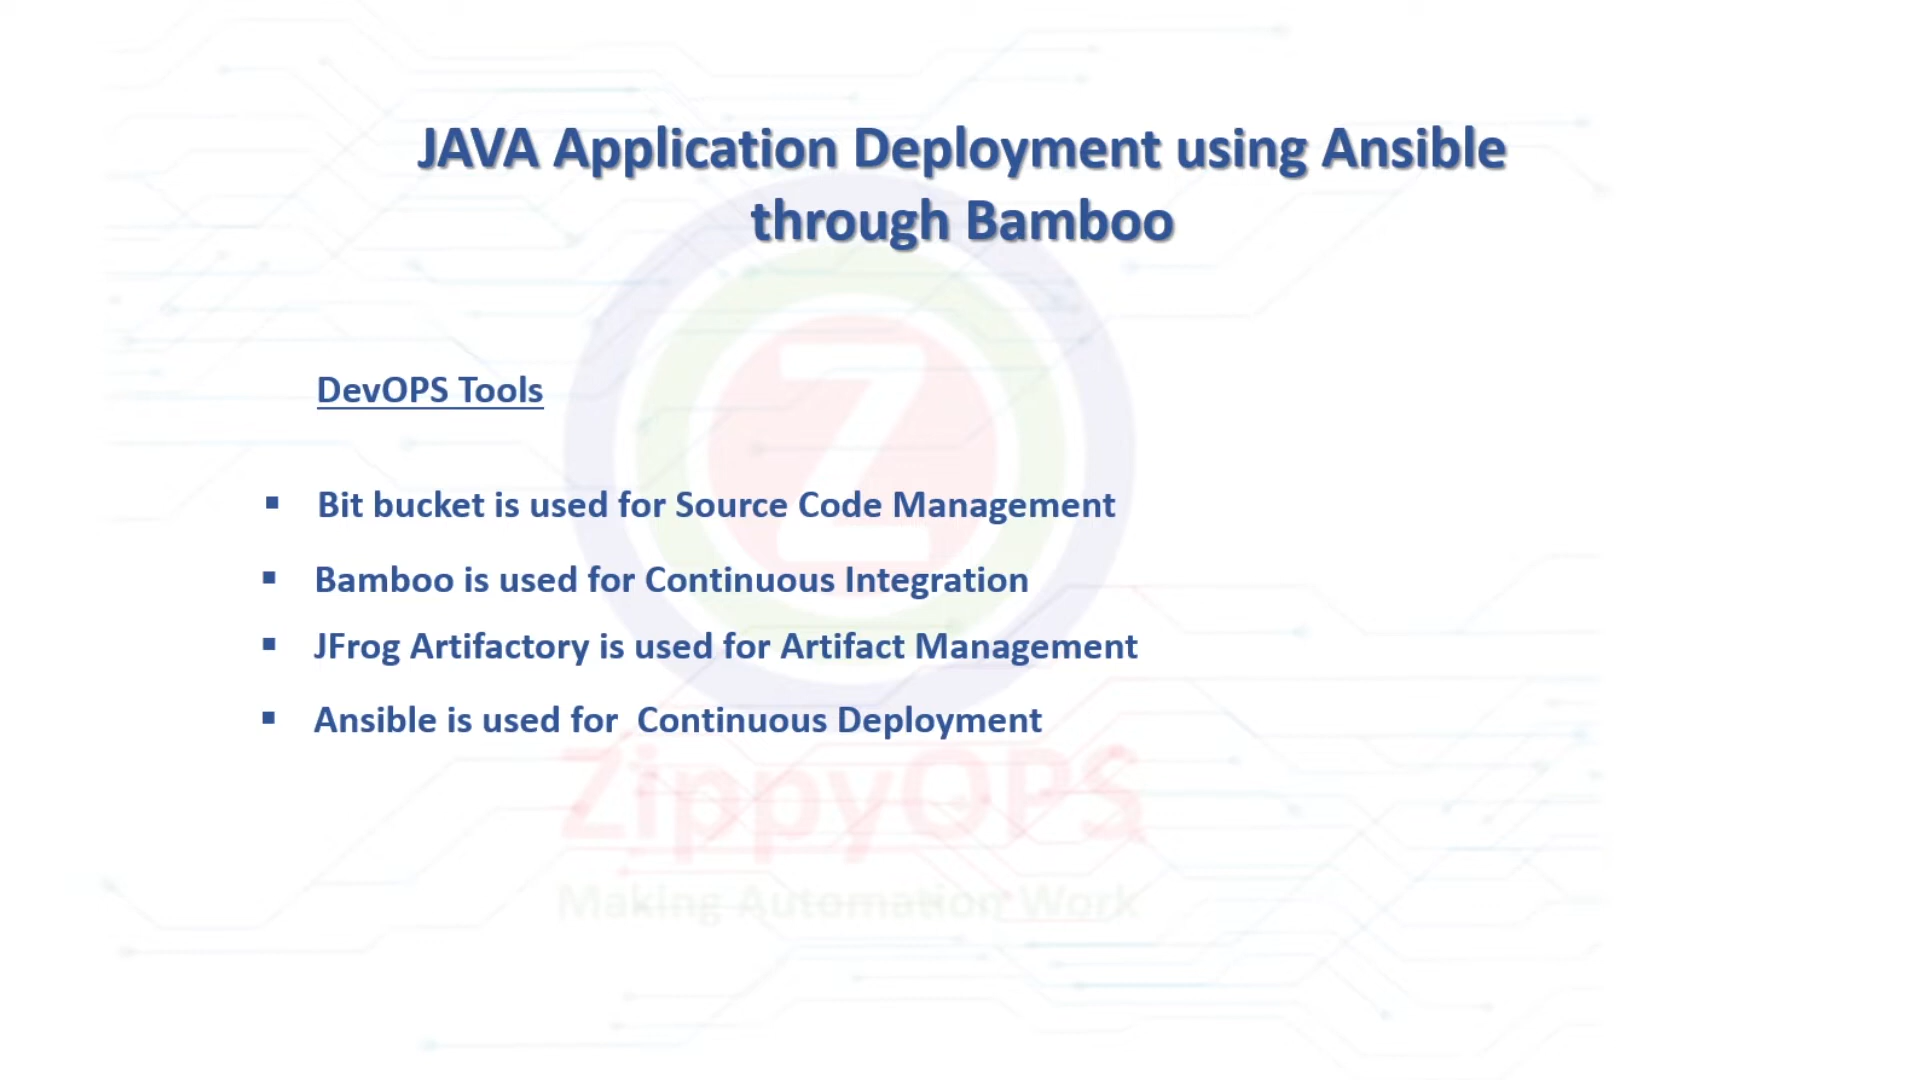 JAVA Application Deployment using Ansible
through Bamboo
DevOPS Tools
▪ Bit bucket is used for Source Code Management
▪ Bamboo is used for Continuous Integration
▪ JFrog Artifactory is used for Artifact Management
▪ Ansible is used for  Continuous Deployment
Z
ZippyOPS
Making Automation Work